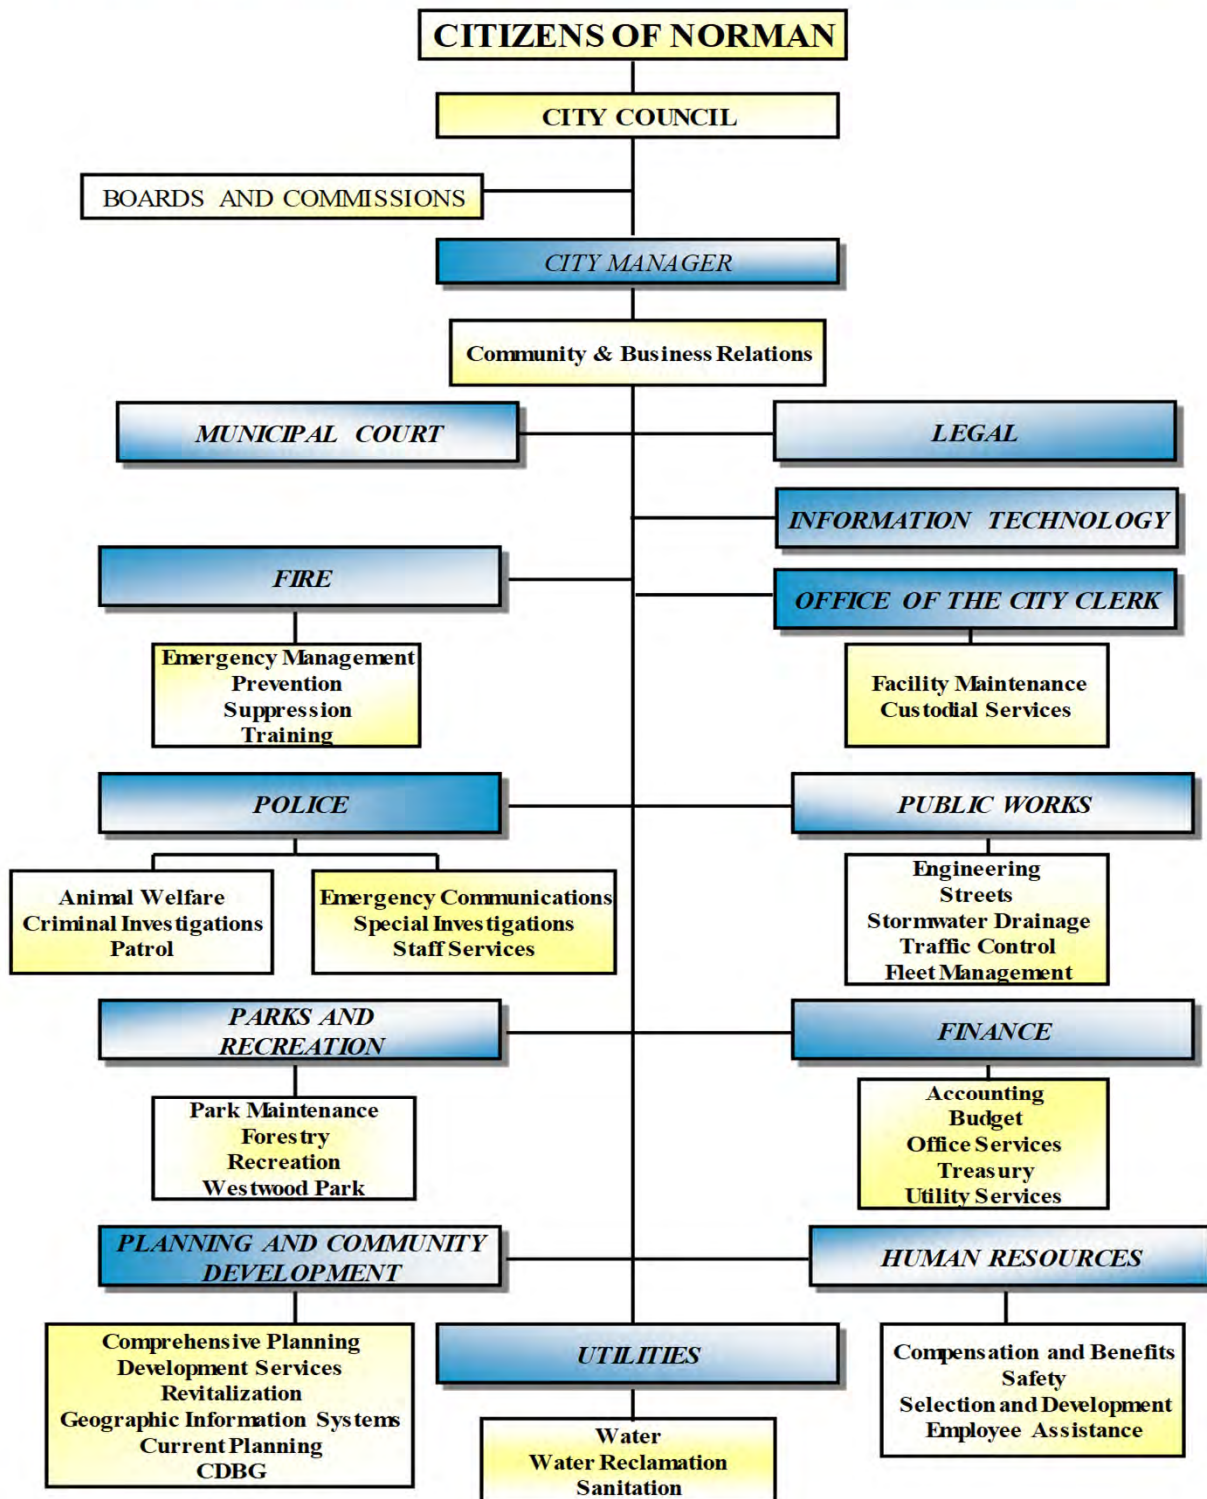 CITIZENS OF NORMAN
CITY COUNCIL
BOARDS AND COMMISSIONS
CITY MANAGER
Community & Business Relations
MUNICIPAL COURT
LEGAL
INFORMATION TECHNOLOGY
FIRE
OFFICE OF THE CITY CLERK
Emergency Management
Prevention
Suppression
Training
Facility Maintenance
Custodial Services
POLICE
PUBLIC WORKS
Animal Welfare
Criminal Investigations
Patrol
Emergency Communications
Special Investigations
Staff Services
Engineering
Streets
Stormwater Drainage
Traffic Control
Fleet Management
PARKS AND
RECREATION
FINANCE
Park Maintenance
Forestry
Recreation
Westwood Park
Accounting
Budget
Office Services
Treasury
Utility Services
PLANNING AND COMMUNITY
DEVELOPMENT
HUMAN RESOURCES
Comprehensive Planning
Development Services
Revitalization
Geographic Information Systems
Current Planning
CDBG
UTILITIES
Water
Water Reclamation
Sanitation
Compensation and Benefits
Safety
Selection and Development
Employee Assistance